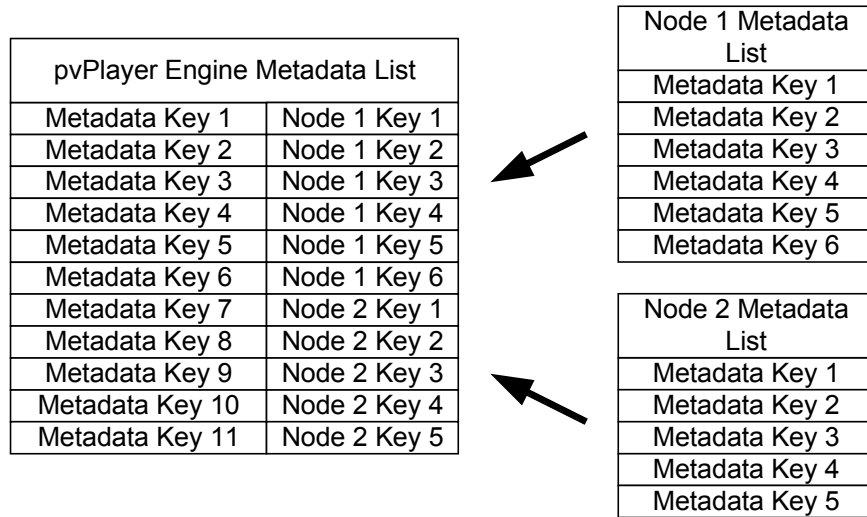 pvPlayer Engine Metadata List
Metadata Key 1 Node 1 Key 1
Metadata Key 2 Node 1 Key 2
Metadata Key 3 Node 1 Key 3
Metadata Key 4 Node 1 Key 4
Metadata Key 5 Node 1 Key 5
Metadata Key 6 Node 1 Key 6
Metadata Key 7 Node 2 Key 1
Metadata Key 8 Node 2 Key 2
Metadata Key 9 Node 2 Key 3
Metadata Key 10 Node 2 Key 4
Metadata Key 11 Node 2 Key 5
Node 1 Metadata
List
Metadata Key 1
Metadata Key 2
Metadata Key 3
Metadata Key 4
Metadata Key 5
Metadata Key 6
Node 2 Metadata
List
Metadata Key 1
Metadata Key 2
Metadata Key 3
Metadata Key 4
Metadata Key 5